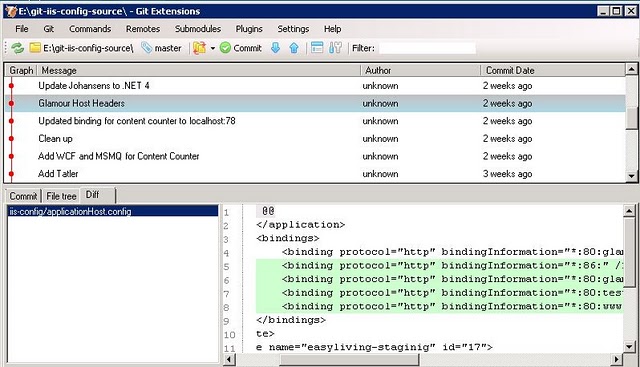 E:\git-iis-config-source\ - Git Extensions
File Git Commands Remotes Submodules Plugins Settings Help
E:\git-iis-config-source\ master Commit Filter:
Graph Message Author Commit Date
Update Johansens to .NET 4 unknown 2 weeks ago
Glamour Host Headers unknown 2 weeks ago
Updated binding for content counter to localhost:78 unknown 2 weeks ago
Clean up unknown 2 weeks ago
Add WCF and MSMQ for Content Counter unknown 2 weeks ago
Add Tatler unknown 3 weeks ago
Commit File tree Diff
iis-config/applicationHost.config
1 @@
2 </application>
3 <bindings>
4 <binding protocol="http" bindingInformation="*:80:gla
5 <binding protocol="http" bindingInformation="*:86:" /
6 <binding protocol="http" bindingInformation="*:80:gla
7 <binding protocol="http" bindingInformation="*:80:tes
8 <binding protocol="http" bindingInformation="*:80:www
9 </bindings>
10 te>
11 e name="easyliving-staginig" id="17">